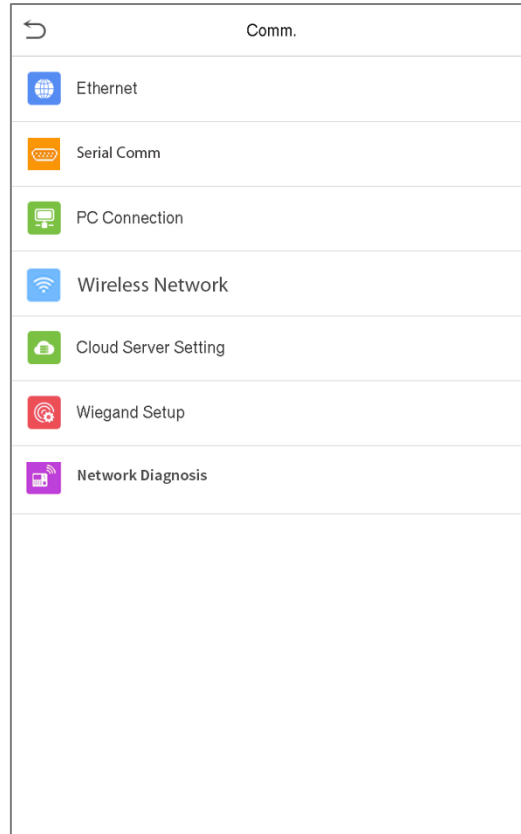 Comm.
Ethernet
Serial Comm
PC Connection
Wireless Network
Cloud Server Setting
Wiegand Setup
Network Diagnosis